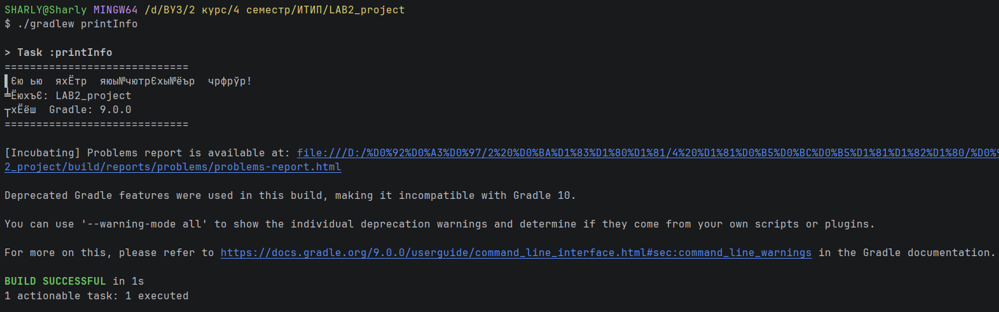 SHARLY@Sharly MINGW64 /d/ВУЗ/2 курс/4 семестр/ИТИП/LAB2_project
$ ./gradlew printInfo
> Task :printInfo
=============================
▌Єю ью  яхЁтр  яюы№чютрЄхы№ёър  чрфрўр!
╧ЁюхъЄ: LAB2_project
┬хЁёш  Gradle: 9.0.0
=============================
[Incubating] Problems report is available at: file:///D:/%D0%92%D0%A3%D0%97/2%20%D0%BA%D1%83%D1%80%D1%81/4%20%D1%81%D0%B5%D0%BC%D0%B5%D1%81%D1%82%D1%80/%D0%9
2_project/build/reports/problems/problems-report.html
Deprecated Gradle features were used in this build, making it incompatible with Gradle 10.
You can use '--warning-mode all' to show the individual deprecation warnings and determine if they come from your own scripts or plugins.
For more on this, please refer to https://docs.gradle.org/9.0.0/userguide/command_line_interface.html#sec:command_line_warnings in the Gradle documentation.
BUILD SUCCESSFUL in 1s
1 actionable task: 1 executed